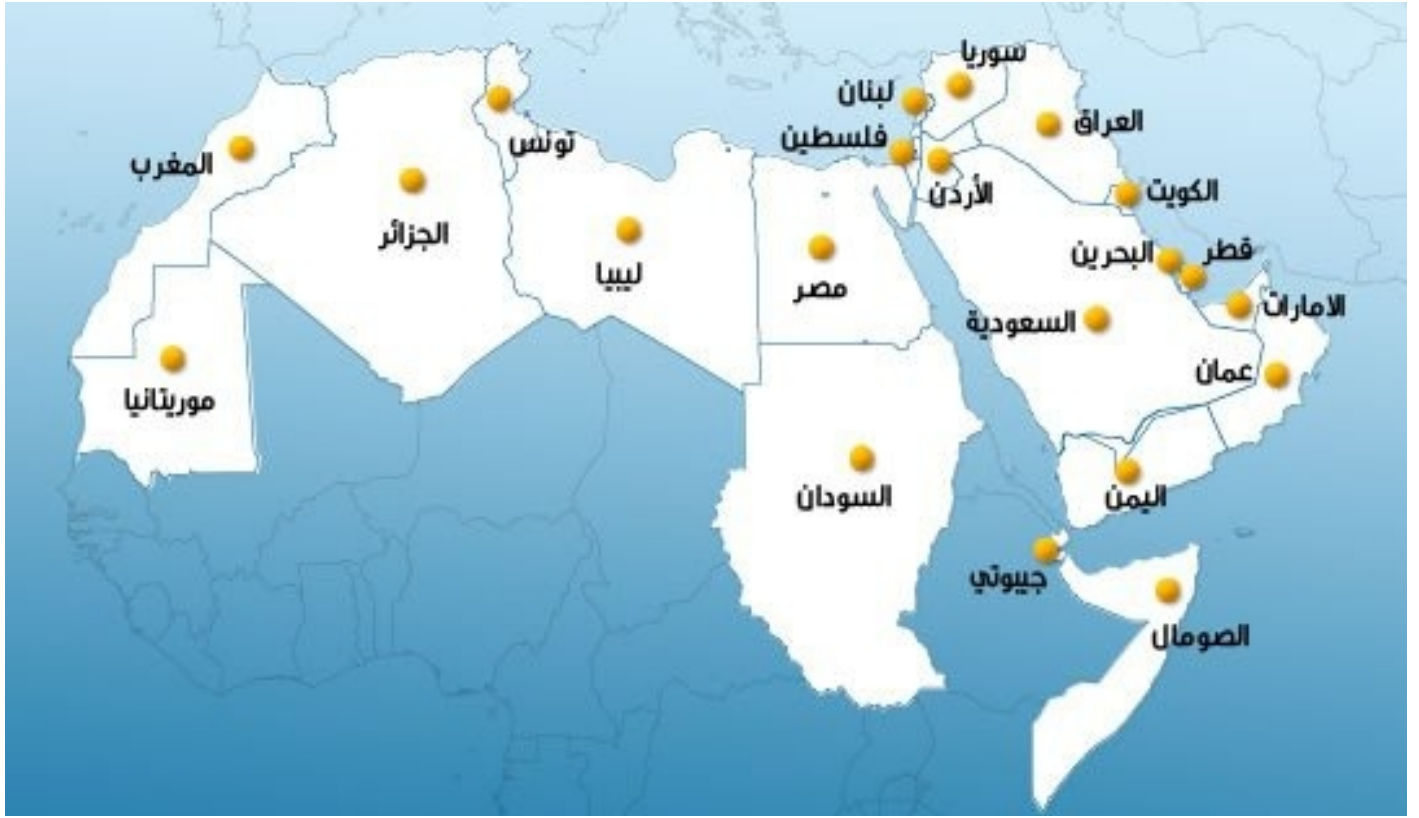 سوريا
لبنان
العراق
فلسطين
تونس
المغرب
الأردن
الكويت
الجزائر
قطر
البحرين
ليبيا
مصر
الامارات
السعودية
عمان
موريتانيا
السودان
اليمن
جيبوتي
الصومال